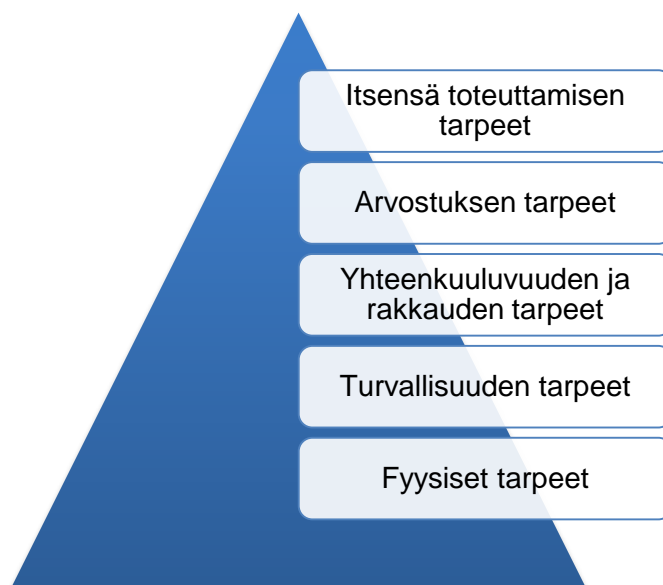 Itsensä toteuttamisen
tarpeet
Arvostuksen tarpeet
Yhteenkuuluvuuden ja
rakkauden tarpeet
Turvallisuuden tarpeet
Fyysiset tarpeet